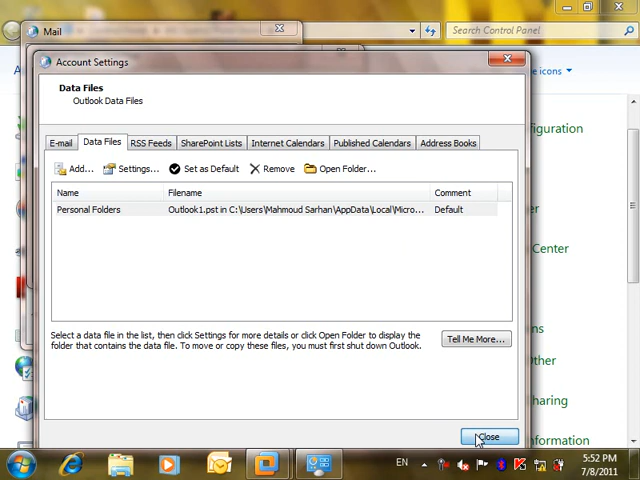 Mail
Search Control Panel
Account Settings
Data Files
Outlook Data Files
e icons
E-mail
Data Files
RSS Feeds
SharePoint Lists
Internet Calendars
Published Calendars
Address Books
Add...
Settings...
Set as Default
Remove
Open Folder...
Name
Filename
Comment
Personal Folders
Outlook1.pst in C:\Users\Mahmoud Sarhan\AppData\Local\Micro...
Default
Select a data file in the list, then click Settings for more details or click Open Folder to display the
folder that contains the data file. To move or copy these files, you must first shut down Outlook.
Tell Me More...
Close
figuration
er
Center
ns
Other
haring
nformation
EN
5:52 PM
7/8/2011